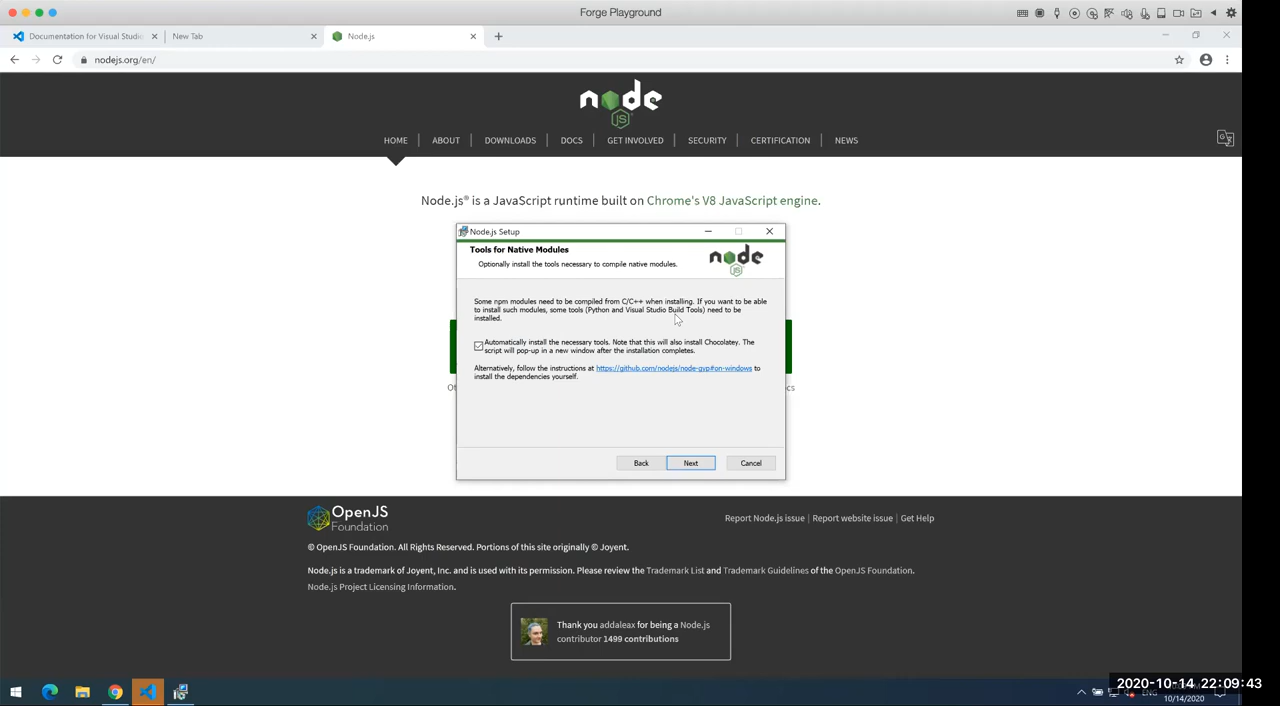 Forge Playground
Documentation for Visual Studio
New Tab
Node.js
nodejs.org/en/
node
JS
HOME
ABOUT
DOWNLOADS
DOCS
GET INVOLVED
SECURITY
CERTIFICATION
NEWS
Node.js® is a JavaScript runtime built on Chrome's V8 JavaScript engine.
Node.js Setup
Tools for Native Modules
Optionally install the tools necessary to compile native modules.
node
JS
Some npm modules need to be compiled from C/C++ when installing. If you want to be able
to install such modules, some tools (Python and Visual Studio Build Tools) need to be
installed.
Automatically install the necessary tools. Note that this will also install Chocolatey. The
script will pop-up in a new window after the installation completes.
Alternatively, follow the instructions at https://github.com/nodejs/node-gyp#on-windows to
install the dependencies yourself.
Back
Next
Cancel
OpenJS
Foundation
Report Node.js issue | Report website issue | Get Help
© OpenJS Foundation. All Rights Reserved. Portions of this site originally © Joyent.
Node.js is a trademark of Joyent, Inc. and is used with its permission. Please review the Trademark List and Trademark Guidelines of the OpenJS Foundation.
Node.js Project Licensing Information.
Thank you addaleax for being a Node.js
contributor 1499 contributions
2020-10-14 22:09:43
ENG
10/14/2020